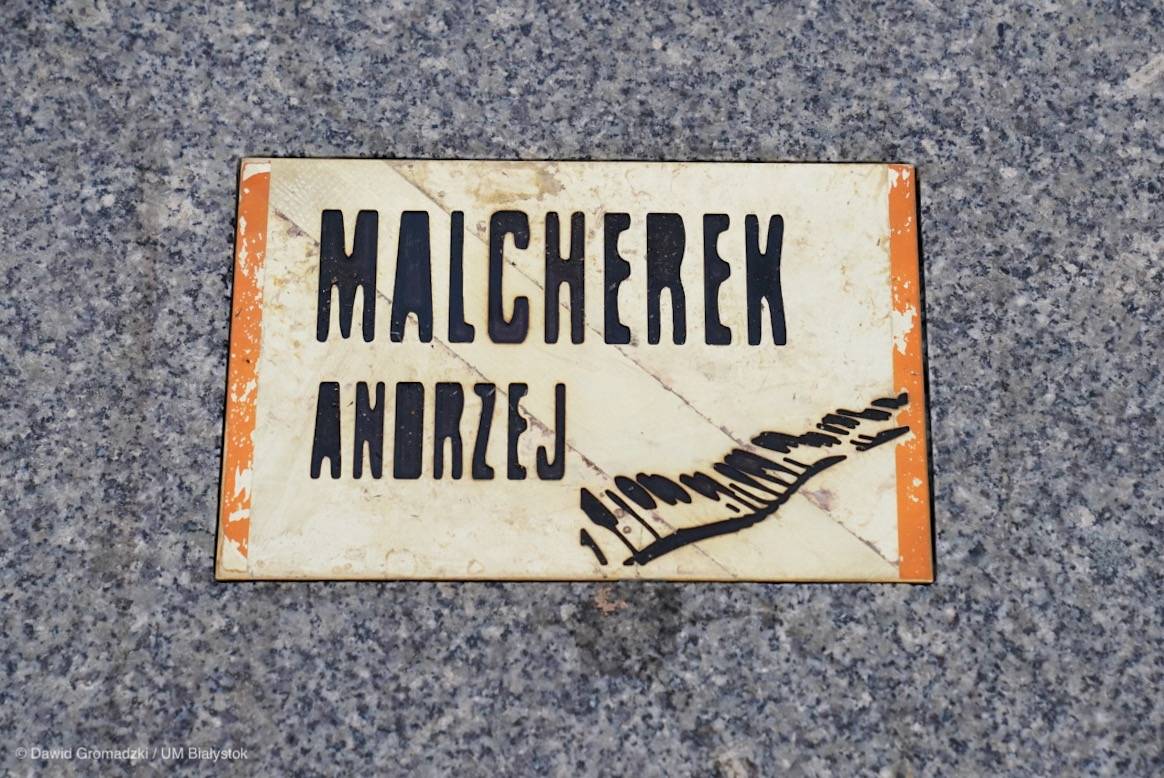 MALCHEREK
ANDRZEJ
© Dawid Gromadzki / UM Białystok